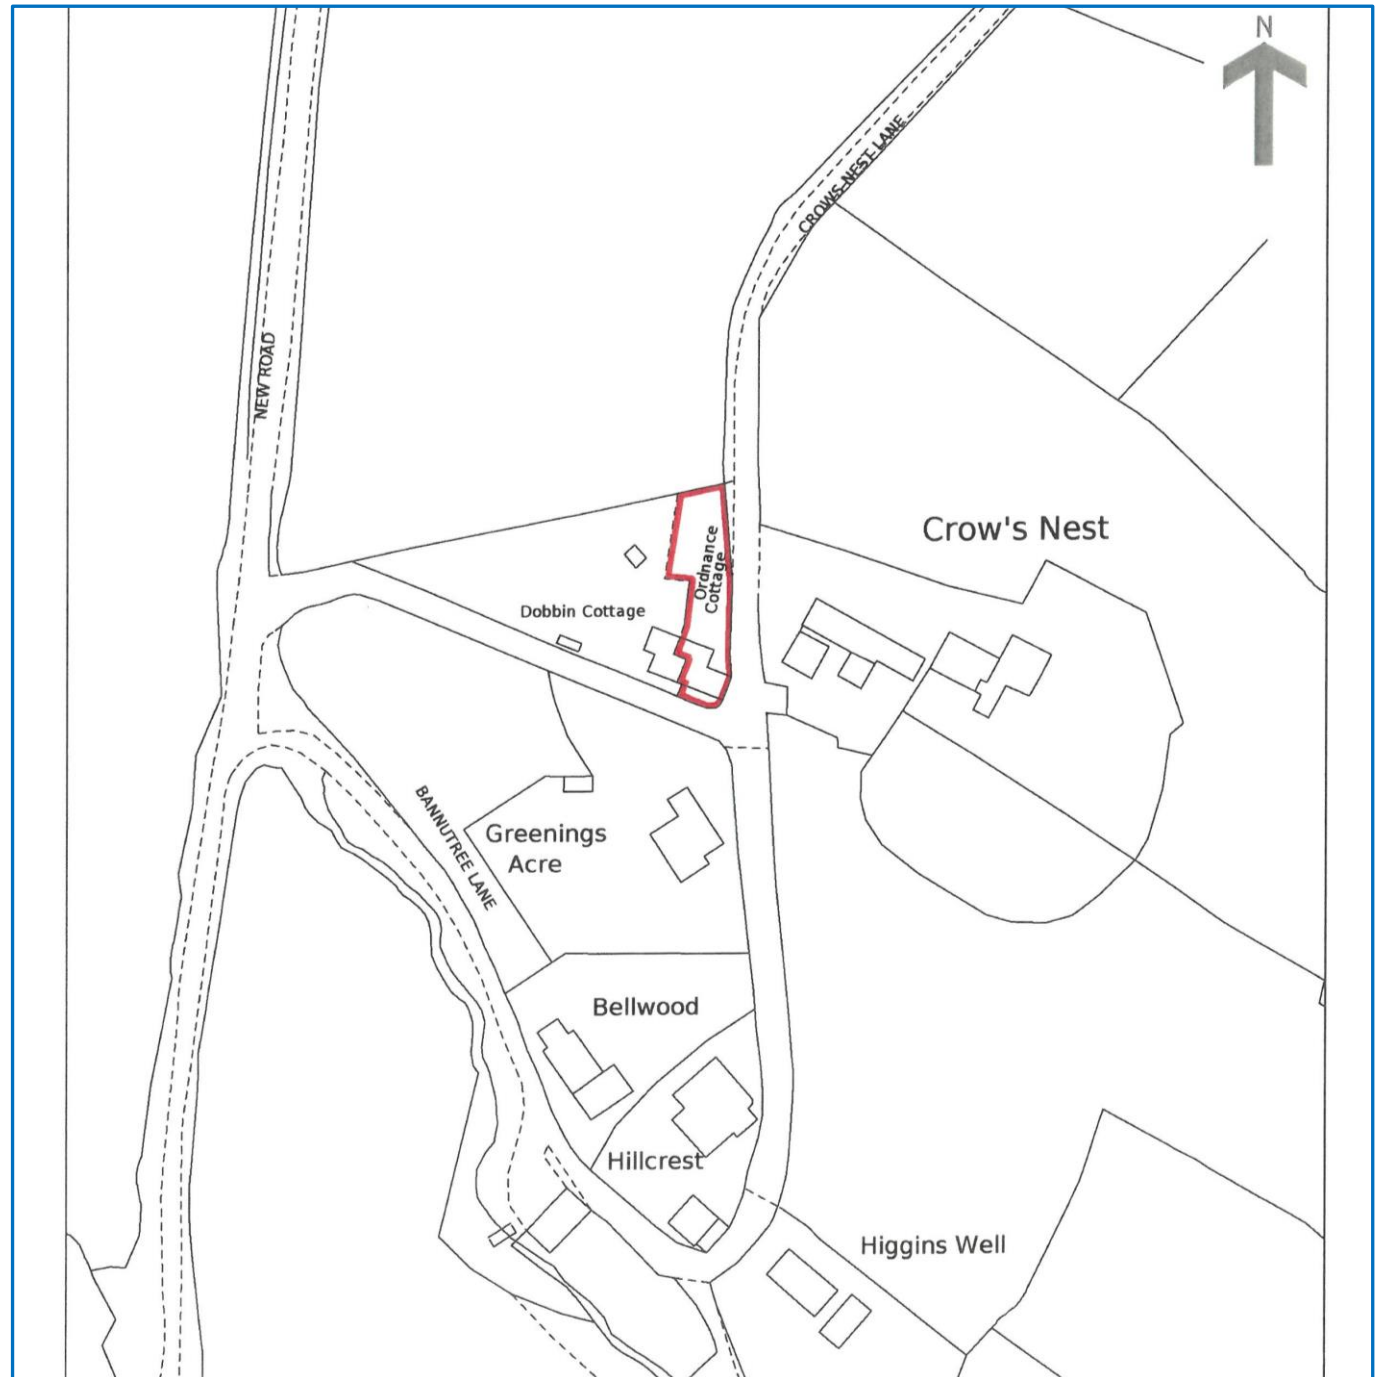 N
CROWS NEST LANE
NEW ROAD
Crow's Nest
Ordnance
Cottage
Dobbin Cottage
BANNUTREE LANE
Greenings
Acre
Bellwood
Hillcrest
Higgins Well